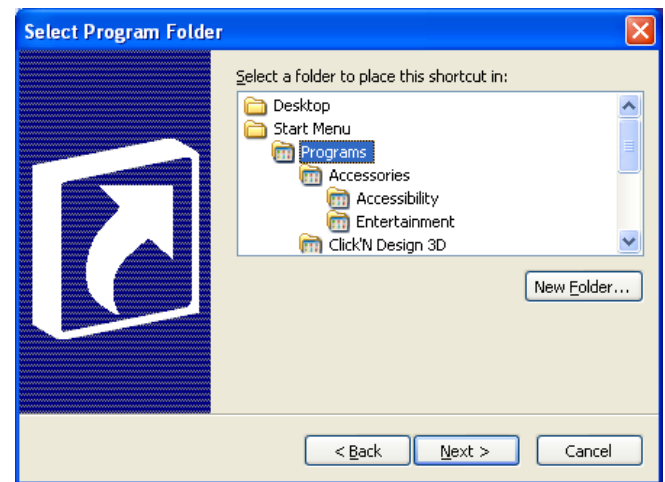 Select Program Folder
Select a folder to place this shortcut in:
Desktop
Start Menu
Programs
Accessories
Accessibility
Entertainment
Click'N Design 3D
New Folder...
< Back Next > Cancel